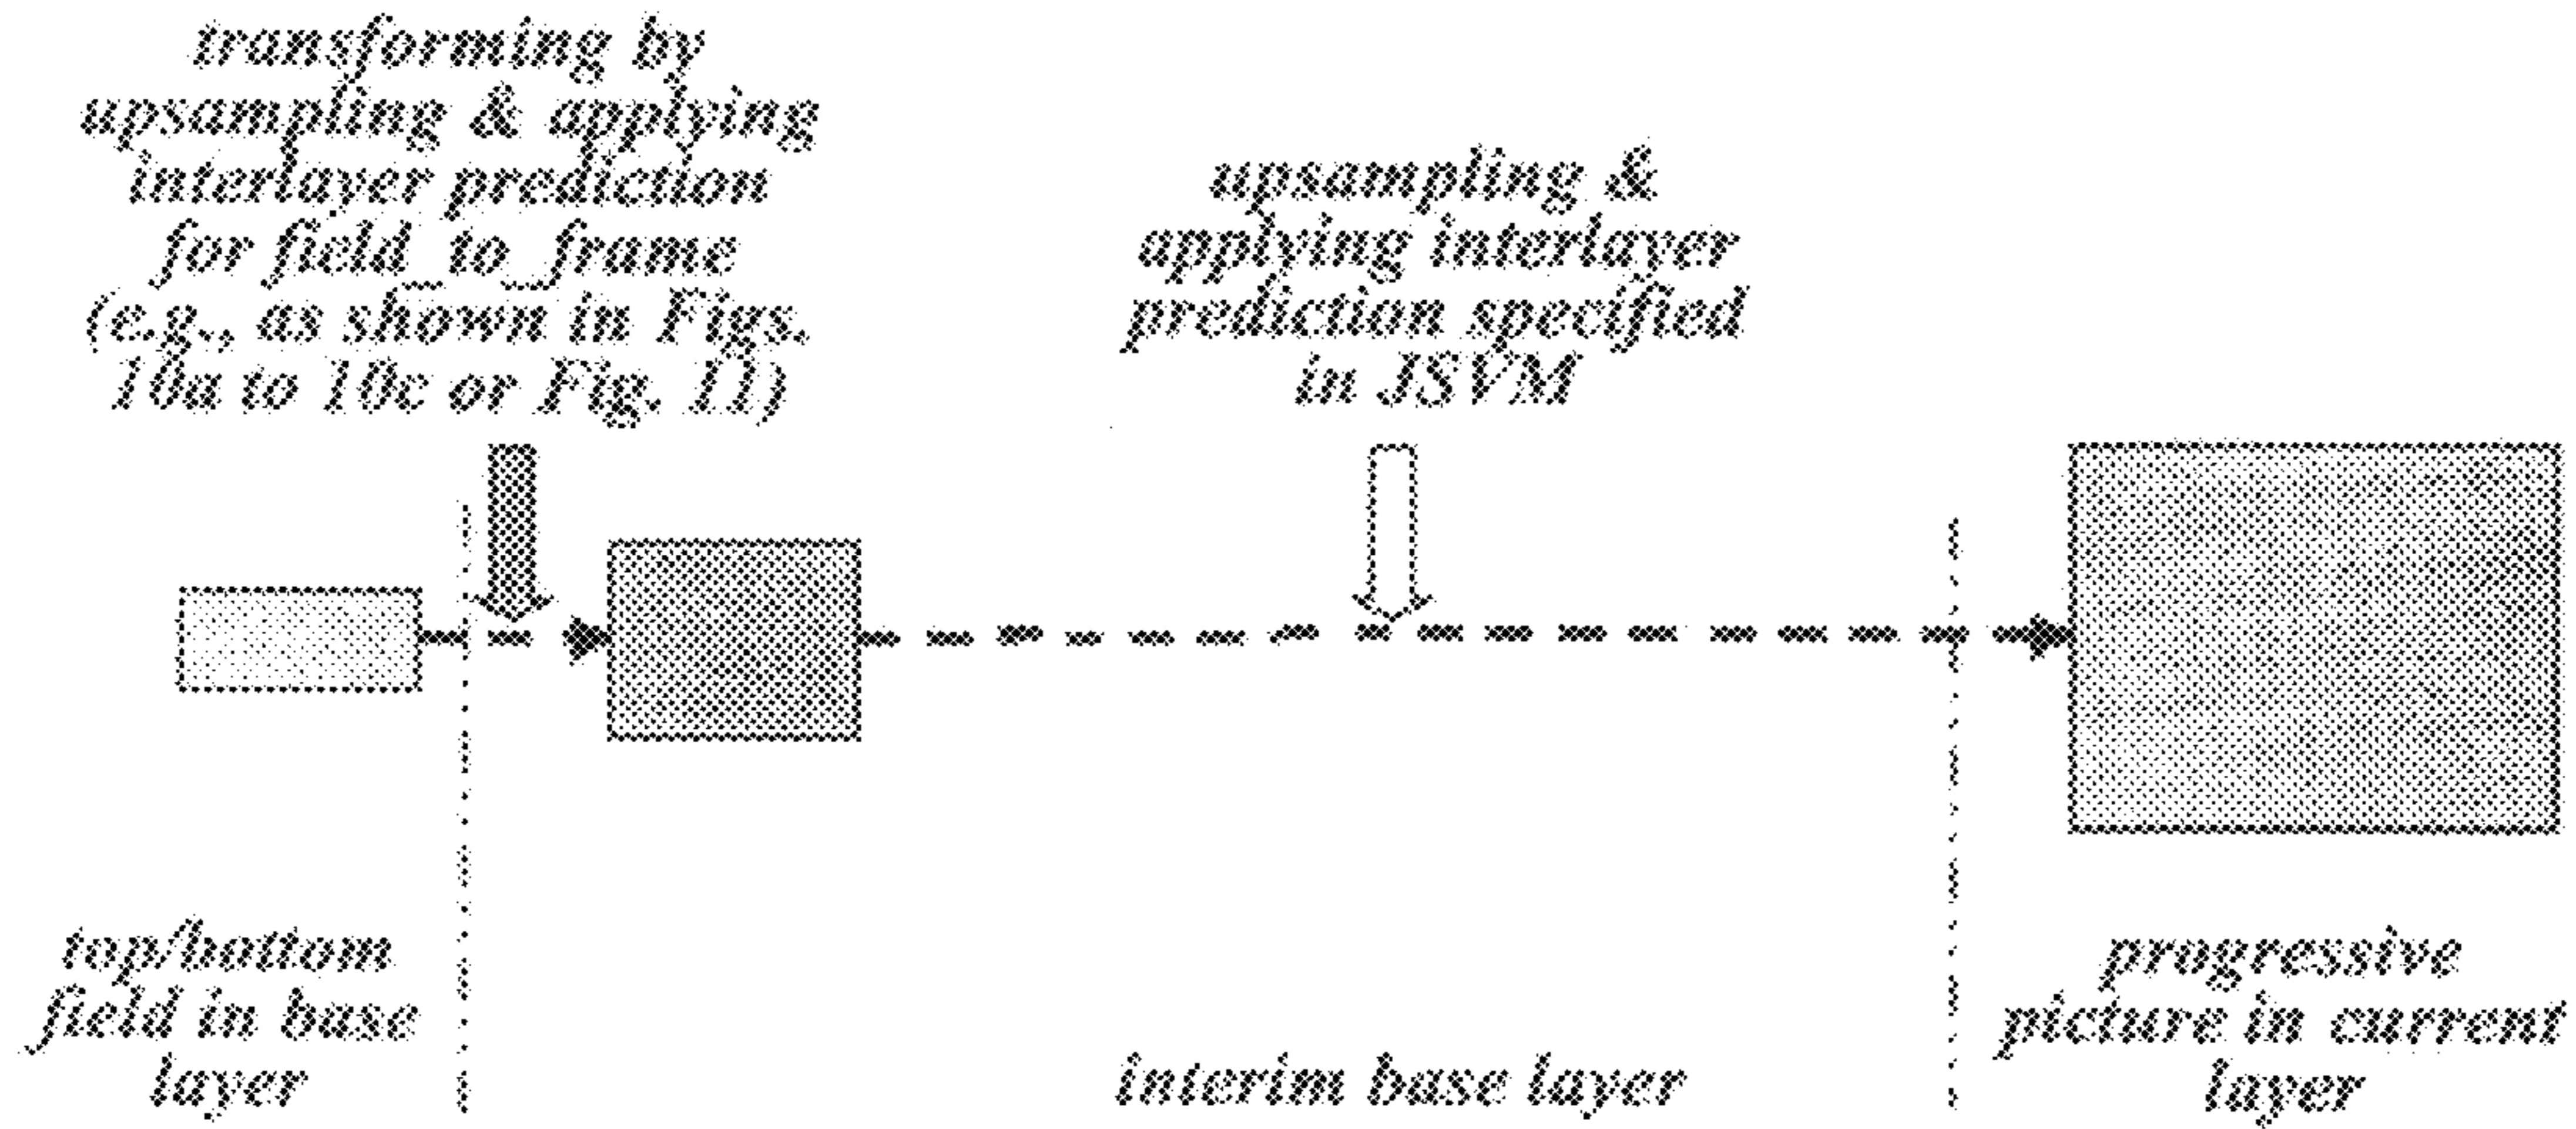 transforming by
upsampling & applying
interlayer prediction
for field_to_frame
(e.g., as shown in Figs.
10a to 10c or Fig. 11)
upsampling &
applying interlayer
prediction specified
in JSVM
top/bottom
field in base
layer
interim base layer
progressive
picture in current
layer